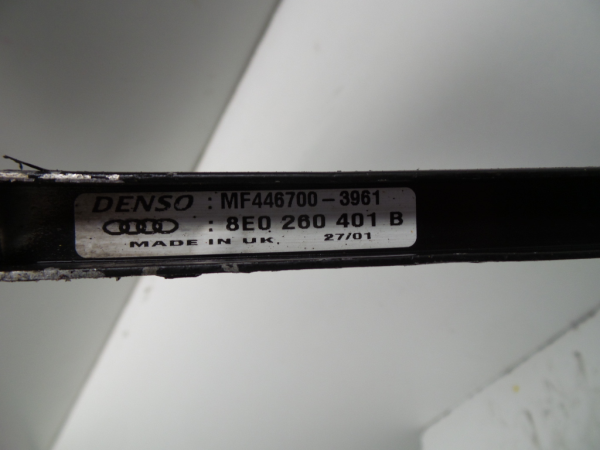 DENSO : MF446700-3961
: 8E0 260 401 B
MADE IN UK. 27/01